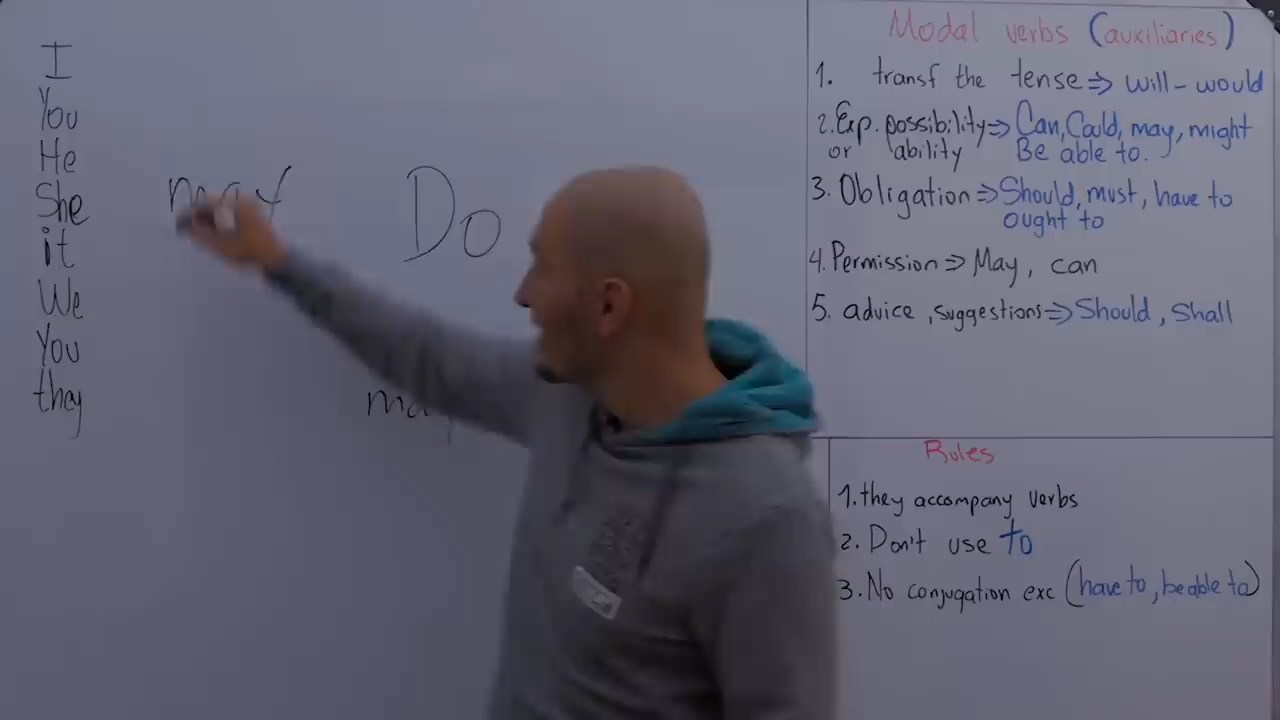 I
You
He
She
it
We
You
they
may
Do
Modal verbs (auxiliaries)
1. transf the tense => will - would
2. Exp. possibility => Can, Could, may, might
or ability Be able to.
3. Obligation => Should, must, have to
ought to
4. Permission => May, can
5. advice, suggestions => Should, Shall
Rules
1. they accompany verbs
2. Don't use to
3. No conjugation exc (have to, be able to)